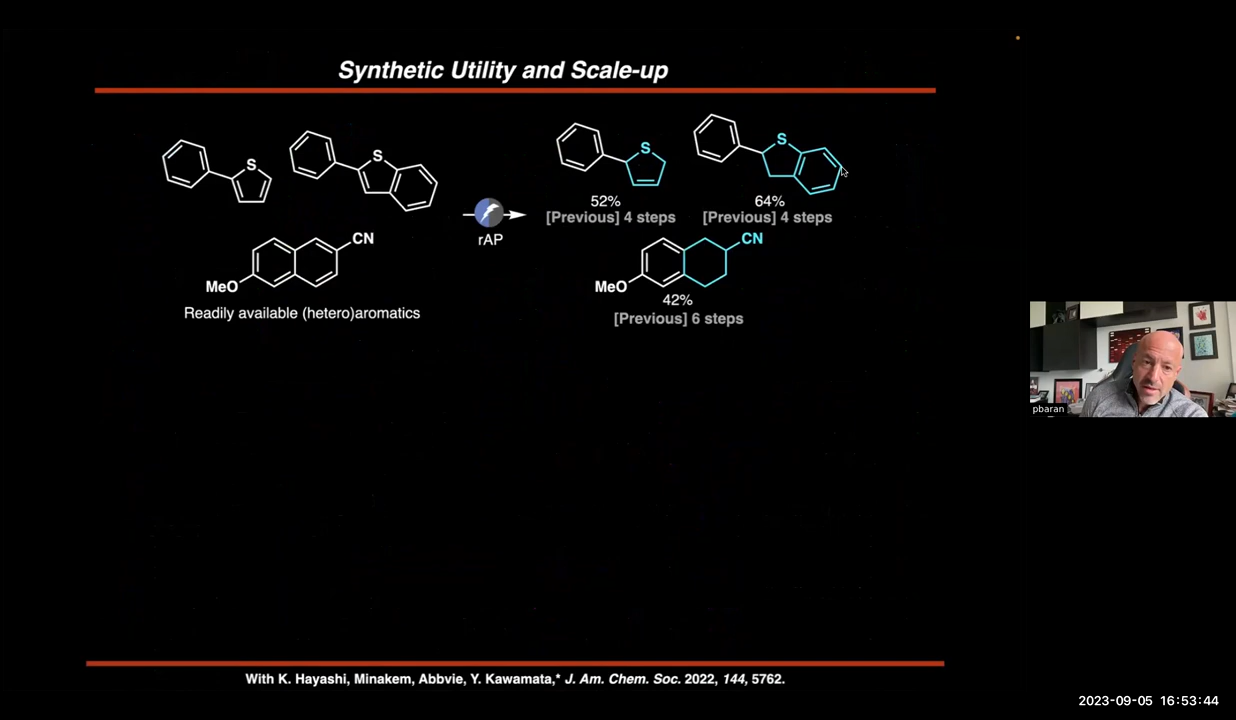 Synthetic Utility and Scale-up
S
S
S
S
52%
64%
[Previous] 4 steps
[Previous] 4 steps
rAP
CN
MeO
CN
MeO
Readily available (hetero)aromatics
42%
[Previous] 6 steps
pbaran
With K. Hayashi, Minakem, Abbvie, Y. Kawamata,* J. Am. Chem. Soc. 2022, 144, 5762.
2023-09-05 16:53:44